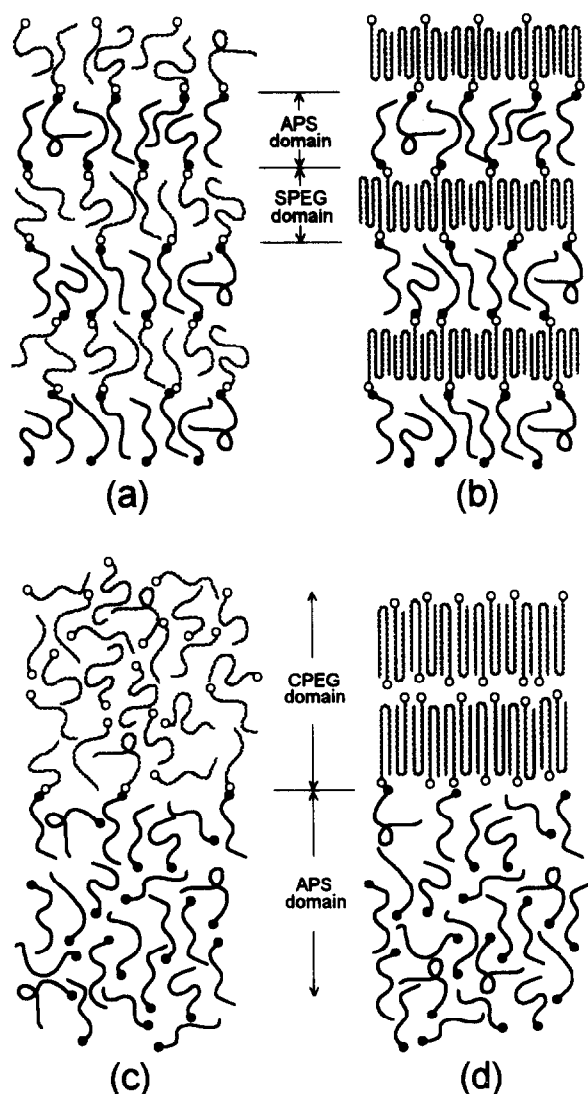 APS
domain
SPEG
domain
(a)
(b)
CPEG
domain
APS
domain
(c)
(d)